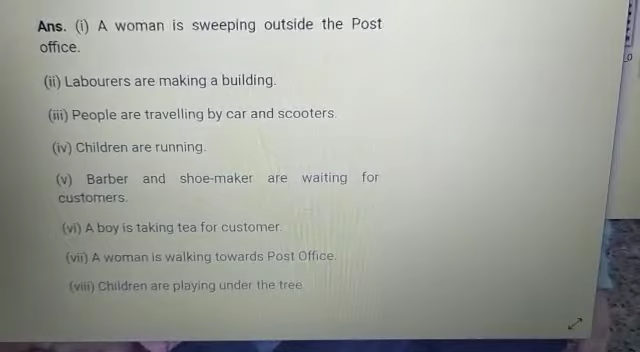 Ans. (i) A woman is sweeping outside the Post
office.
(ii) Labourers are making a building.
(iii) People are travelling by car and scooters.
(iv) Children are running.
(v) Barber and shoe-maker are waiting for
customers.
(vi) A boy is taking tea for customer.
(vii) A woman is walking towards Post Office.
(viii) Children are playing under the tree